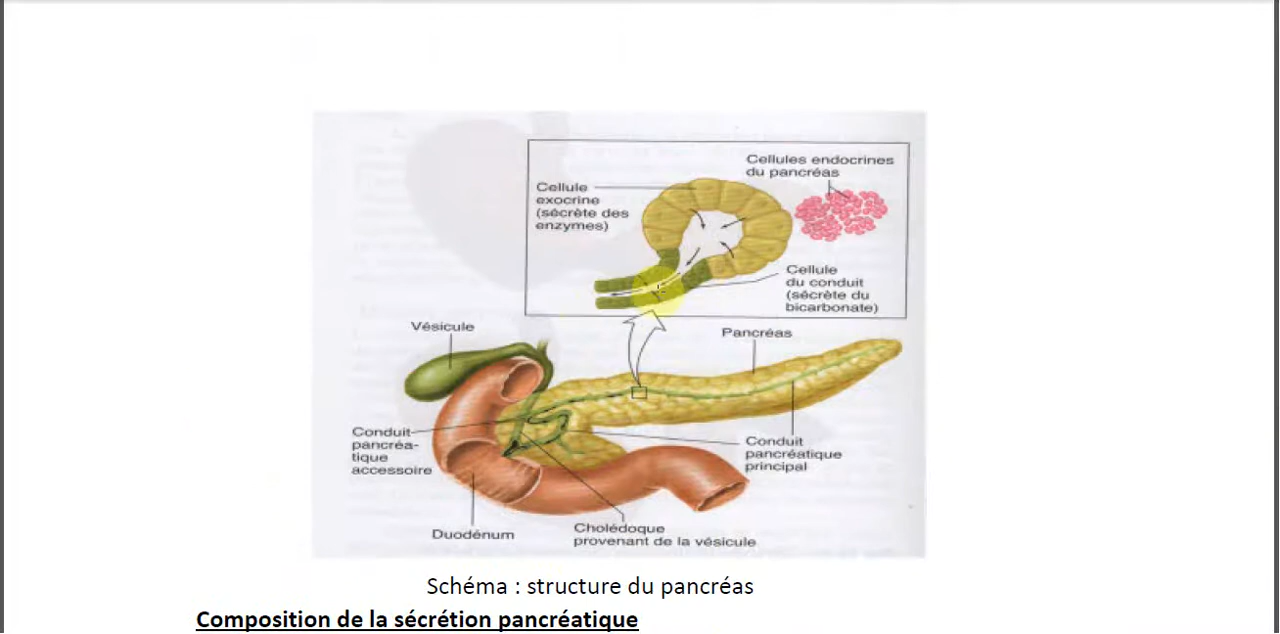 Cellules endocrines
du pancréas
Cellule
exocrine
(sécrète des
enzymes)
Cellule
du conduit
(sécrète du
bicarbonate)
Vésicule
Pancréas
Conduit
pancréa-
tique
accessoire
Conduit
pancréatique
principal
Duodénum
Cholédoque
provenant de la vésicule
Schéma : structure du pancréas
Composition de la sécrétion pancréatique